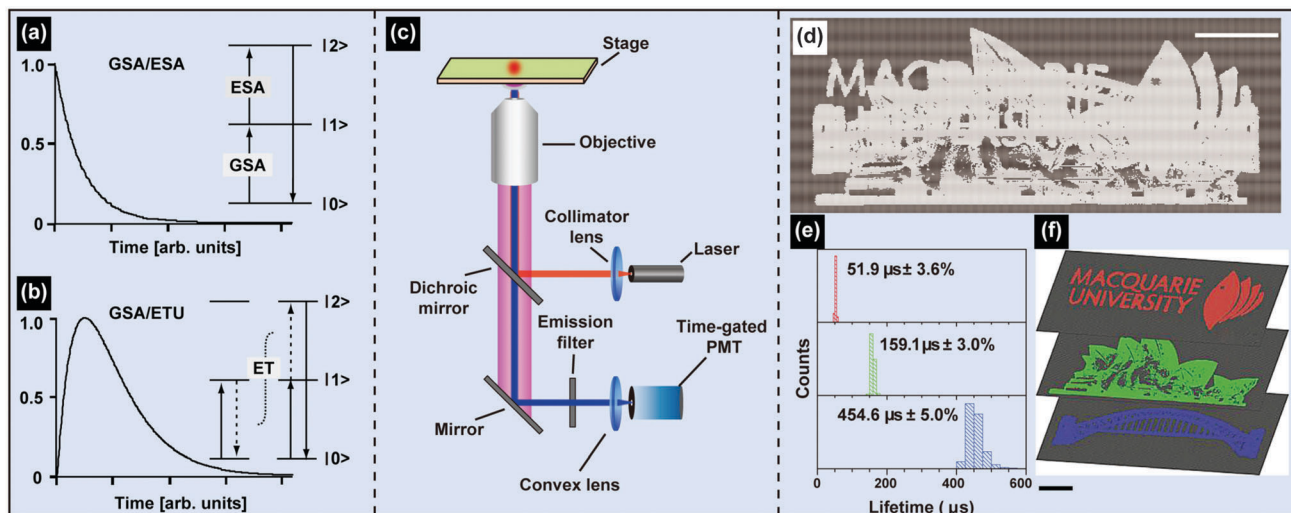 (a)
GSA/ESA
1.0
0.5
0
Time [arb. units]
|2>
ESA
|1>
GSA
|0>
(b)
GSA/ETU
1.0
0.5
0
Time [arb. units]
|2>
ET
|1>
|0>
(c)
Stage
Objective
Collimator
lens
Laser
Dichroic
mirror
Emission
filter
Time-gated
PMT
Mirror
Convex lens
(d)
(e)
51.9 µs± 3.6%
159.1 µs± 3.0%
454.6 µs± 5.0%
Counts
0 200 400 600
Lifetime ( µs)
(f)
MACQUARIE
UNIVERSITY